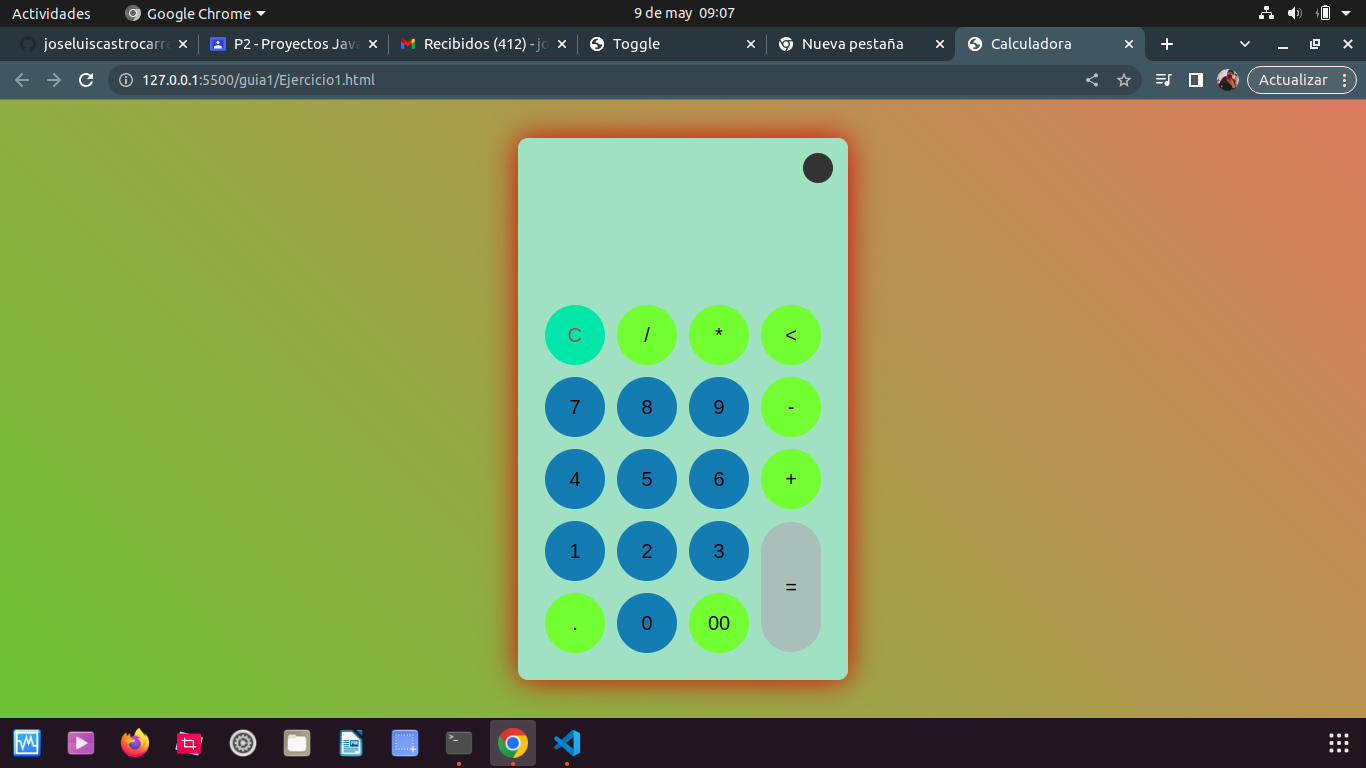 Actividades Google Chrome 9 de may 09:07
joseluiscastrocarre P2 - Proyectos Java Recibidos (412) - jo Toggle Nueva pestaña Calculadora
127.0.0.1:5500/guia1/Ejercicio1.html Actualizar
C / * <
7 8 9 -
4 5 6 +
1 2 3
=
. 0 00